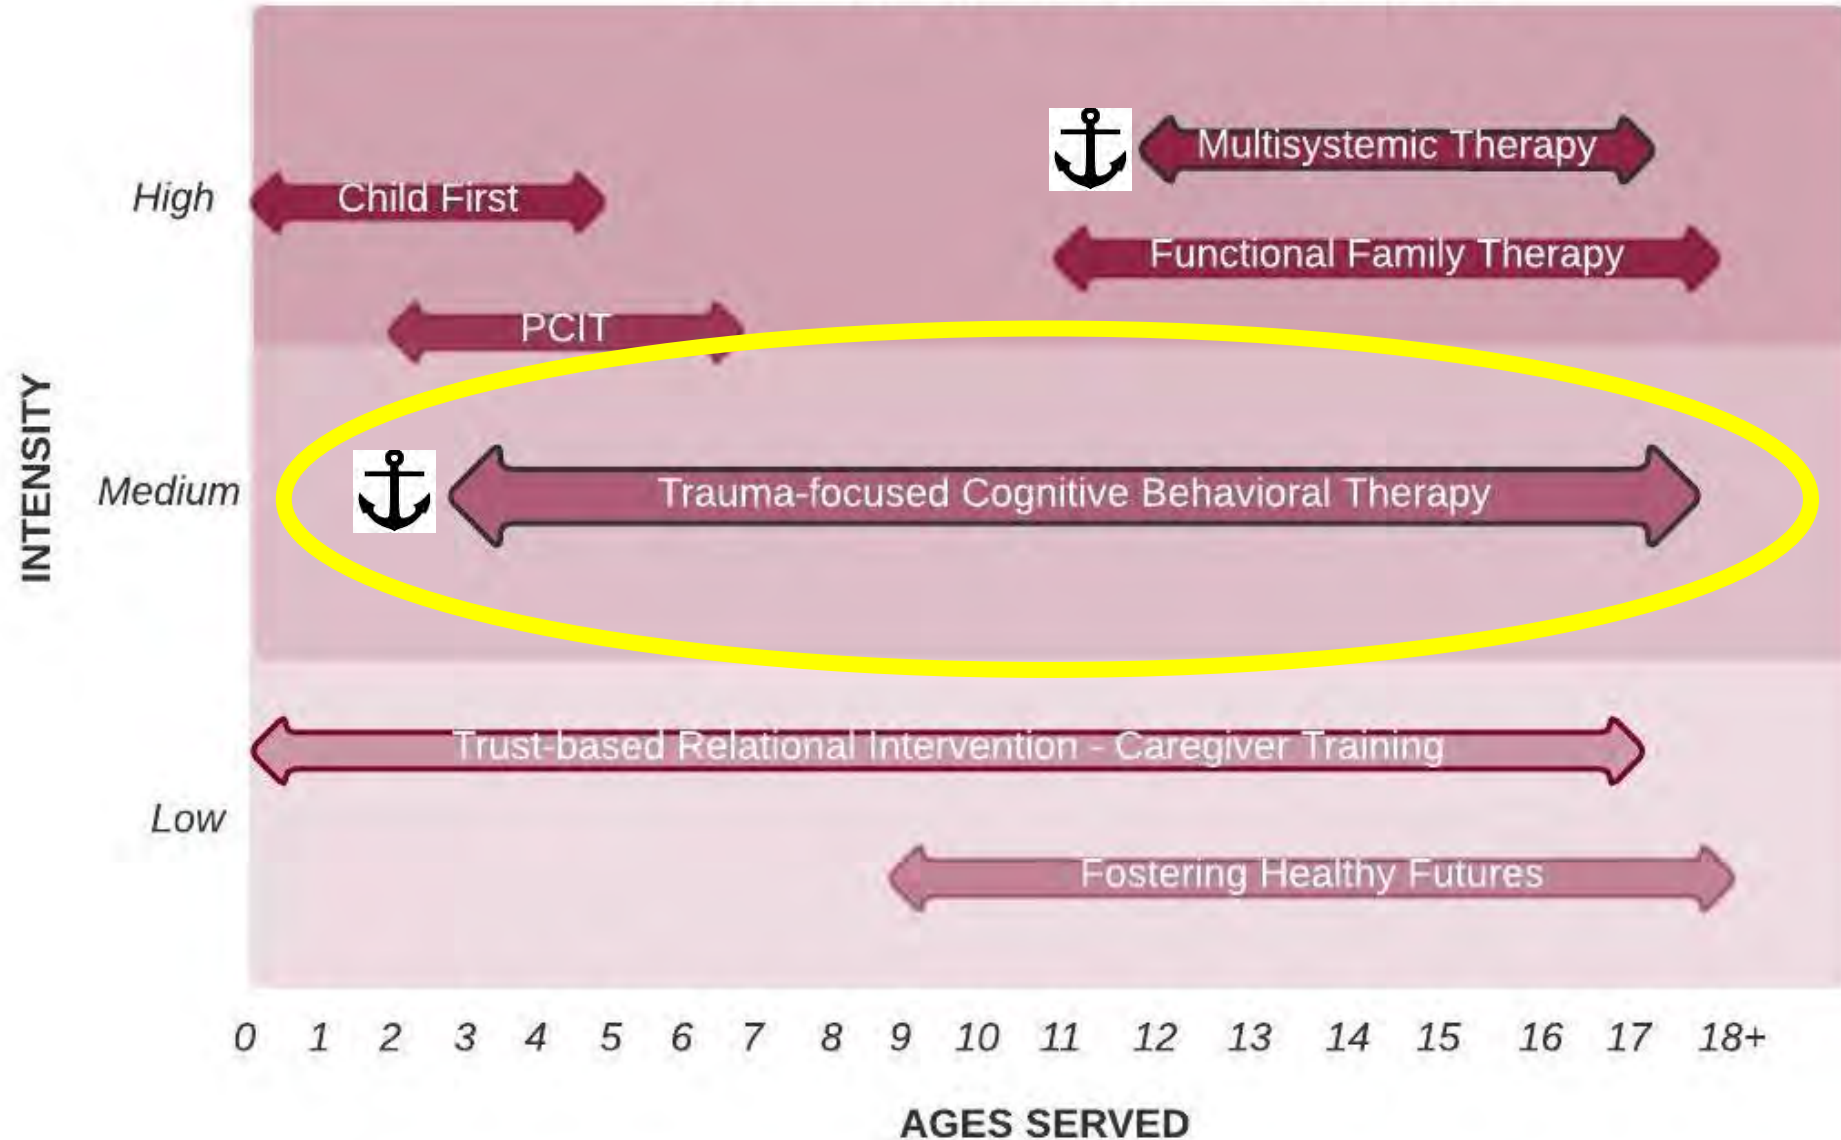 Multisystemic Therapy
High
Child First
Functional Family Therapy
PCIT
INTENSITY
Medium
Trauma-focused Cognitive Behavioral Therapy
Trust-based Relational Intervention - Caregiver Training
Low
Fostering Healthy Futures
0 1 2 3 4 5 6 7 8 9 10 11 12 13 14 15 16 17 18+
AGES SERVED